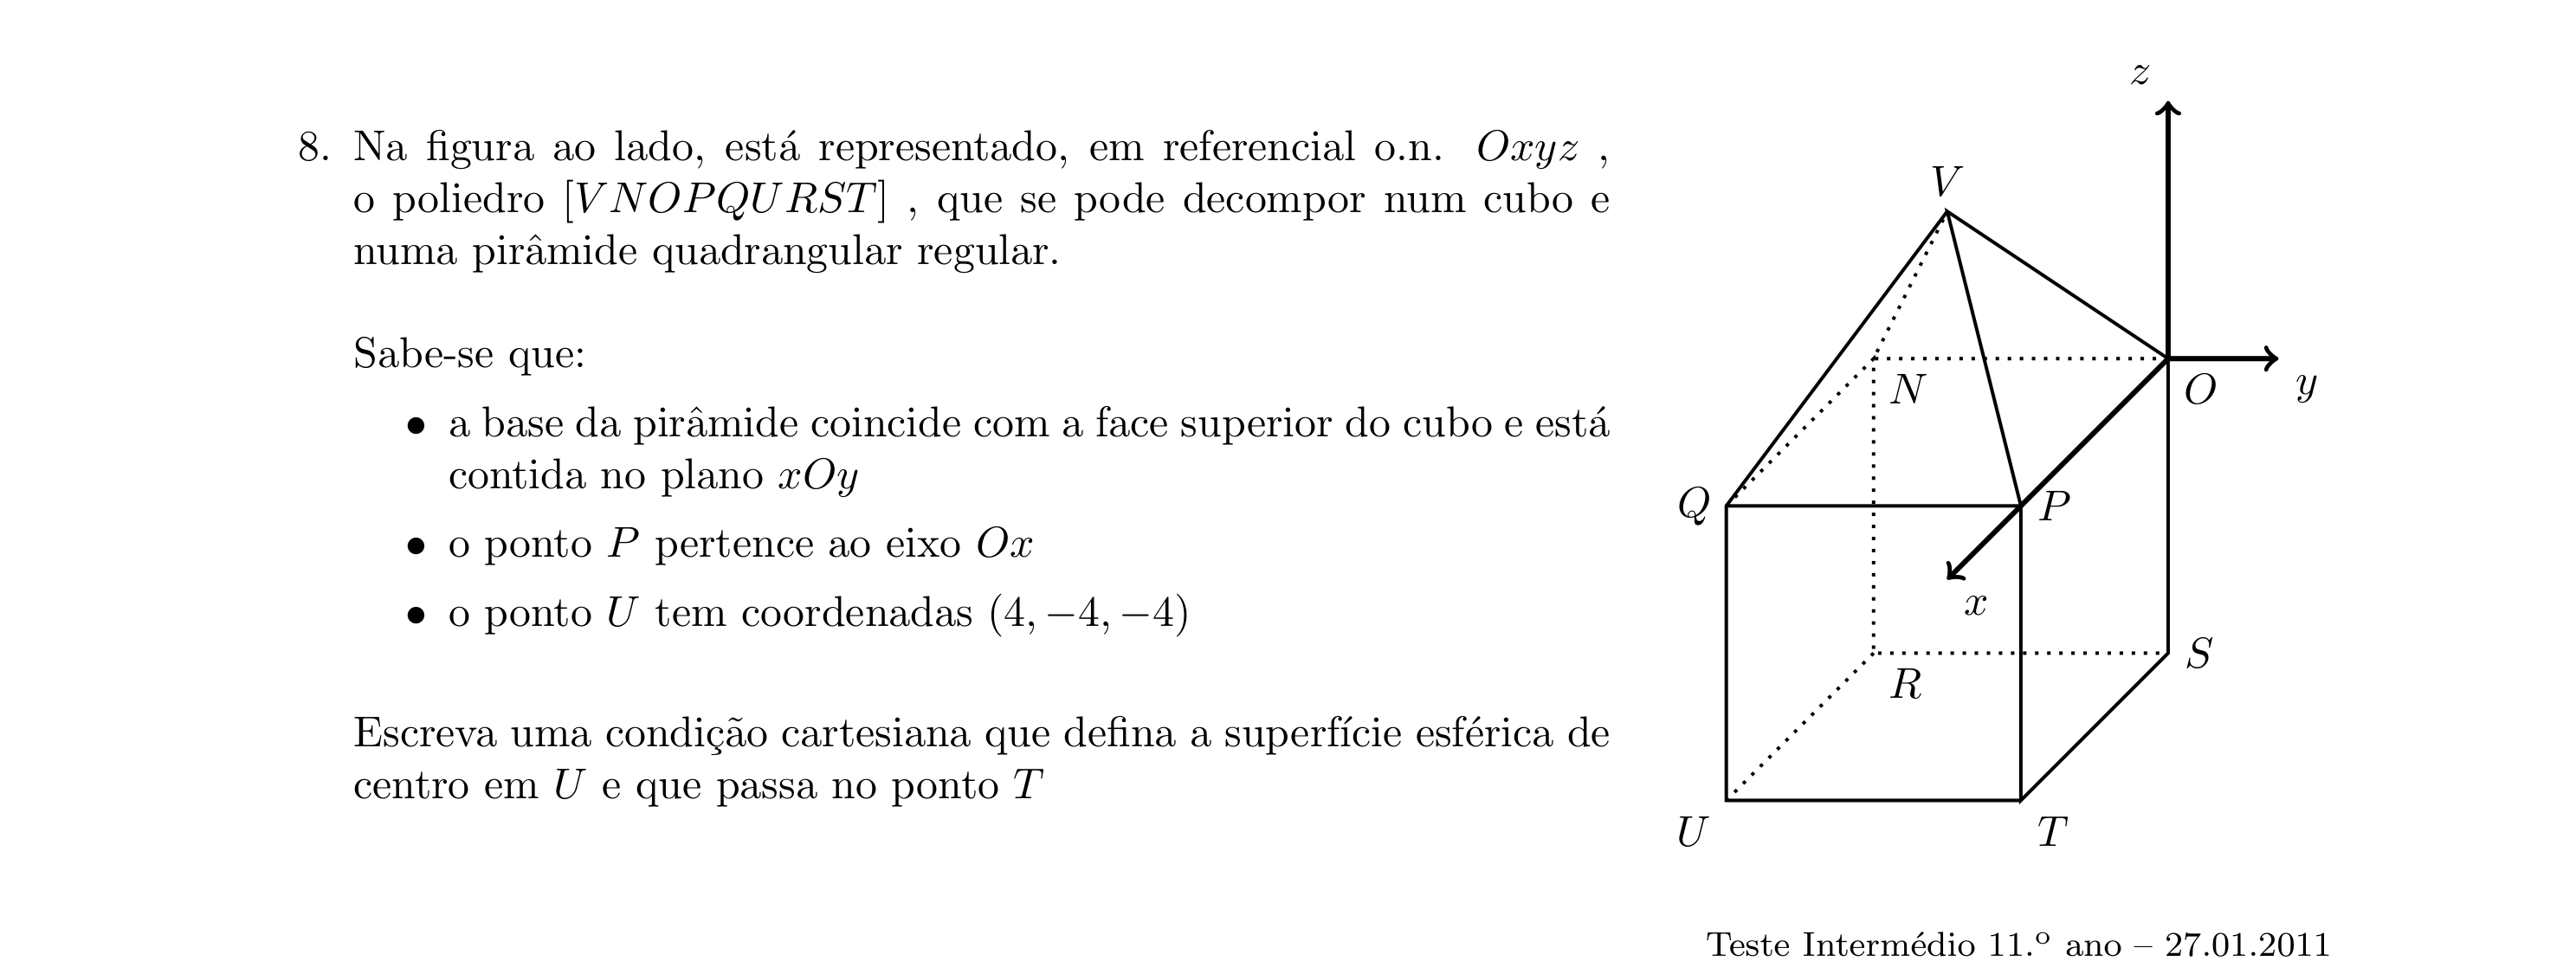 8. Na figura ao lado, está representado, em referencial o.n. Oxyz ,
o poliedro [VNOPQURST] , que se pode decompor num cubo e
numa pirâmide quadrangular regular.
Sabe-se que:
• a base da pirâmide coincide com a face superior do cubo e está
contida no plano xOy
• o ponto P pertence ao eixo Ox
• o ponto U tem coordenadas (4, −4, −4)
Escreva uma condição cartesiana que defina a superfície esférica de
centro em U e que passa no ponto T
z
V
N
O
y
Q
P
x
R
S
U
T
Teste Intermédio 11.º ano – 27.01.2011